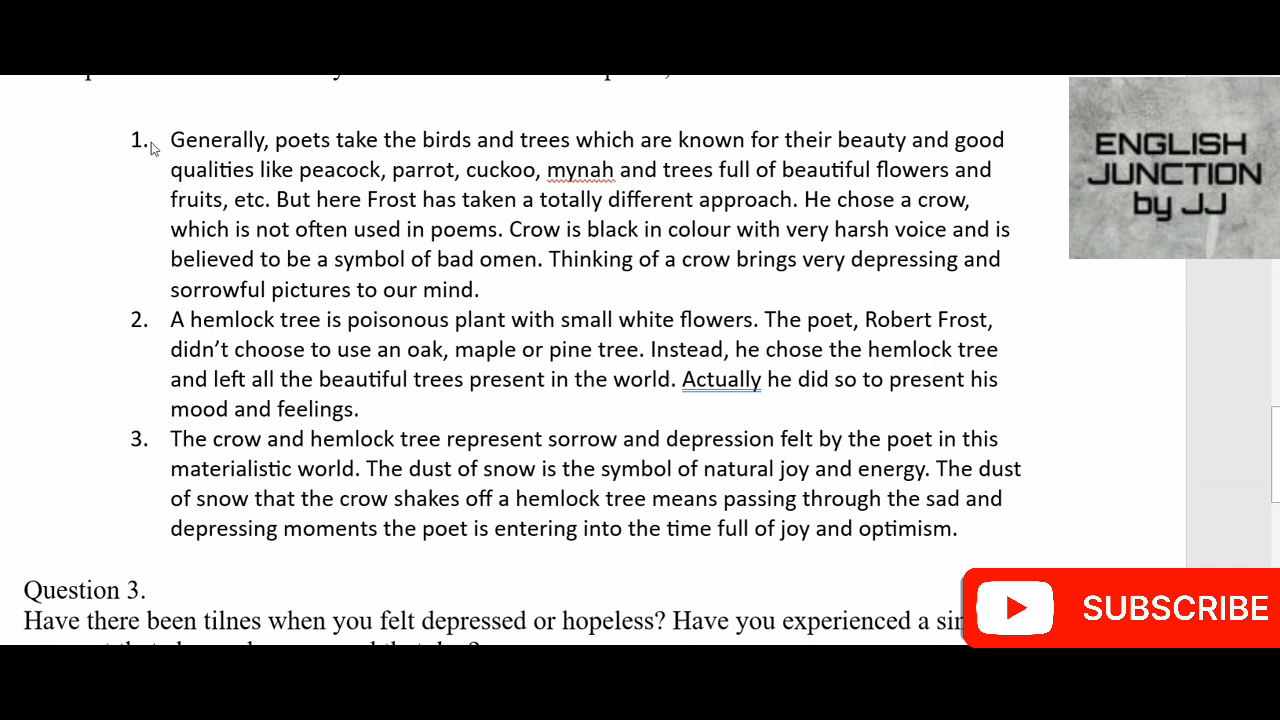 1. Generally, poets take the birds and trees which are known for their beauty and good
qualities like peacock, parrot, cuckoo, mynah and trees full of beautiful flowers and
fruits, etc. But here Frost has taken a totally different approach. He chose a crow,
which is not often used in poems. Crow is black in colour with very harsh voice and is
believed to be a symbol of bad omen. Thinking of a crow brings very depressing and
sorrowful pictures to our mind.
2. A hemlock tree is poisonous plant with small white flowers. The poet, Robert Frost,
didn’t choose to use an oak, maple or pine tree. Instead, he chose the hemlock tree
and left all the beautiful trees present in the world. Actually he did so to present his
mood and feelings.
3. The crow and hemlock tree represent sorrow and depression felt by the poet in this
materialistic world. The dust of snow is the symbol of natural joy and energy. The dust
of snow that the crow shakes off a hemlock tree means passing through the sad and
depressing moments the poet is entering into the time full of joy and optimism.
Question 3.
Have there been tilnes when you felt depressed or hopeless? Have you experienced a
ENGLISH
JUNCTION
by JJ
SUBSCRIBE